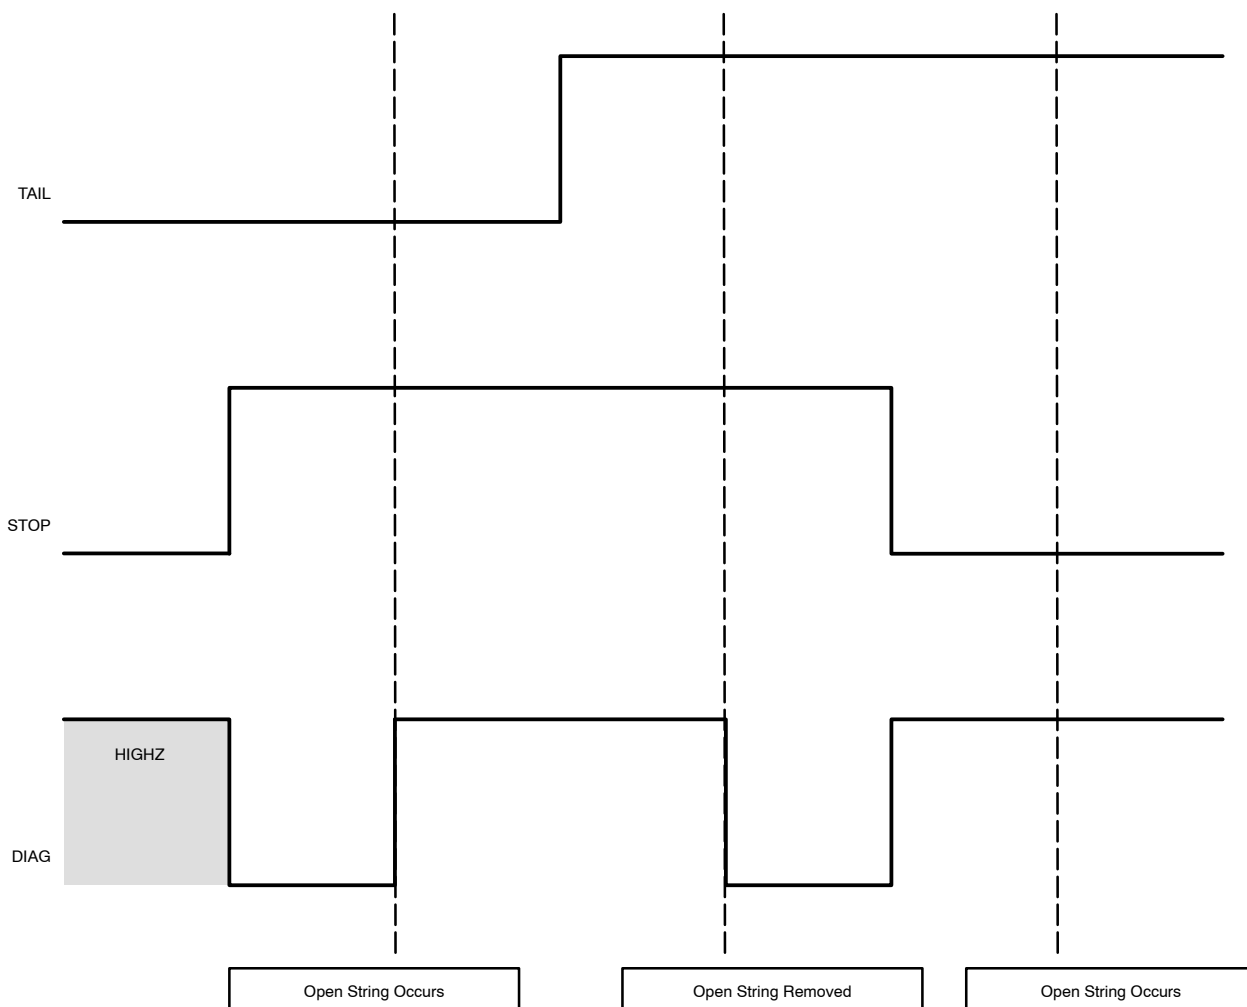 TAIL
STOP
HIGHZ
DIAG
Open String Occurs
Open String Removed
Open String Occurs